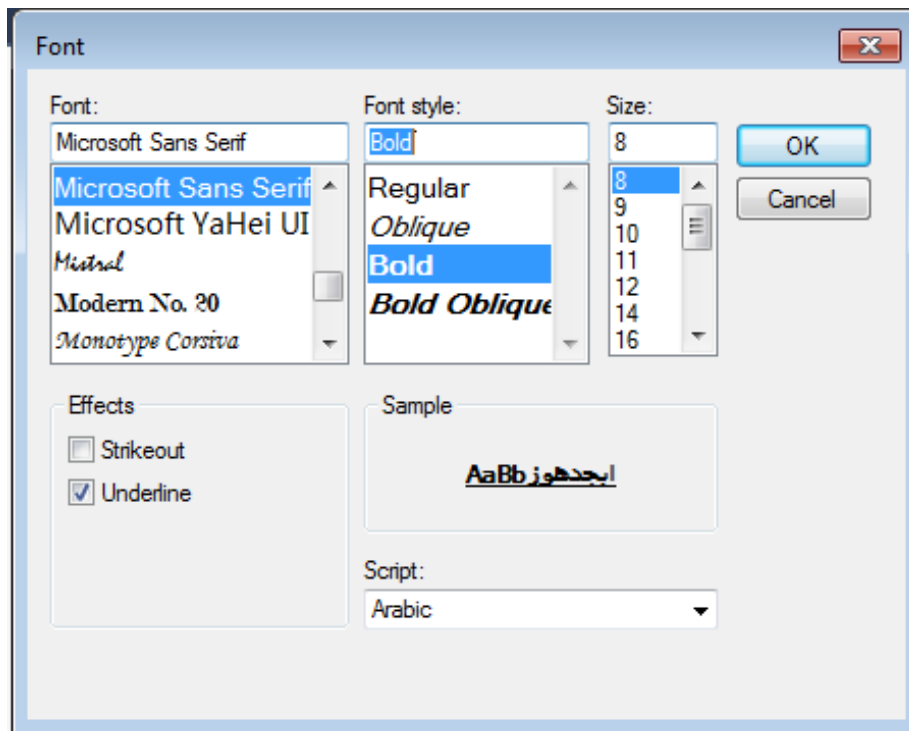 Font
Font:
Microsoft Sans Serif
Microsoft Sans Serif
Microsoft YaHei UI
Mistral
Modern No. 20
Monotype Corsiva
Font style:
Bold
Regular
Oblique
Bold
Bold Oblique
Size:
8
8
9
10
11
12
14
16
OK
Cancel
Effects
Strikeout
Underline
Sample
AaBbابجدهوز
Script:
Arabic